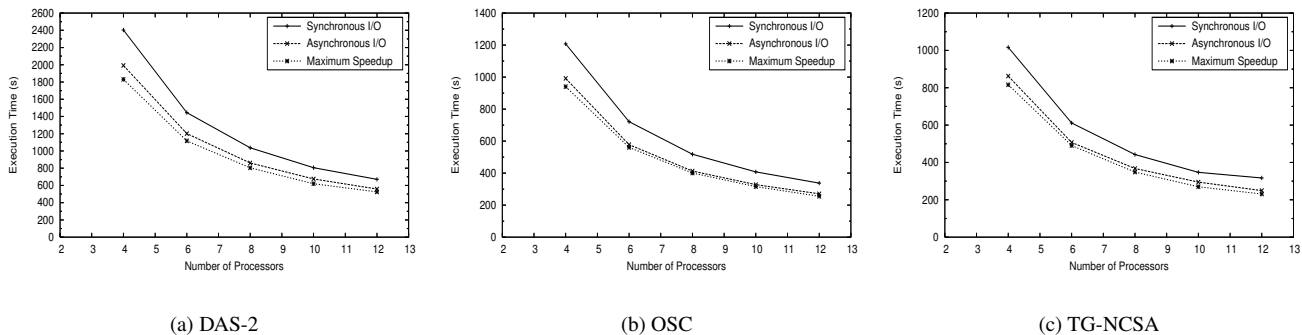 2600
2400
2200
2000
1800
1600
1400
1200
1000
800
600
400
200
0
Execution Time (s)
2 3 4 5 6 7 8 9 10 11 12 13
Number of Processors
Synchronous I/O
Asynchronous I/O
Maximum Speedup
(a) DAS-2
1400
1200
1000
800
600
400
200
0
Execution Time (s)
2 3 4 5 6 7 8 9 10 11 12 13
Number of Processors
Synchronous I/O
Asynchronous I/O
Maximum Speedup
(b) OSC
1200
1000
800
600
400
200
0
Execution Time (s)
2 3 4 5 6 7 8 9 10 11 12 13
Number of Processors
Synchronous I/O
Asynchronous I/O
Maximum Speedup
(c) TG-NCSA